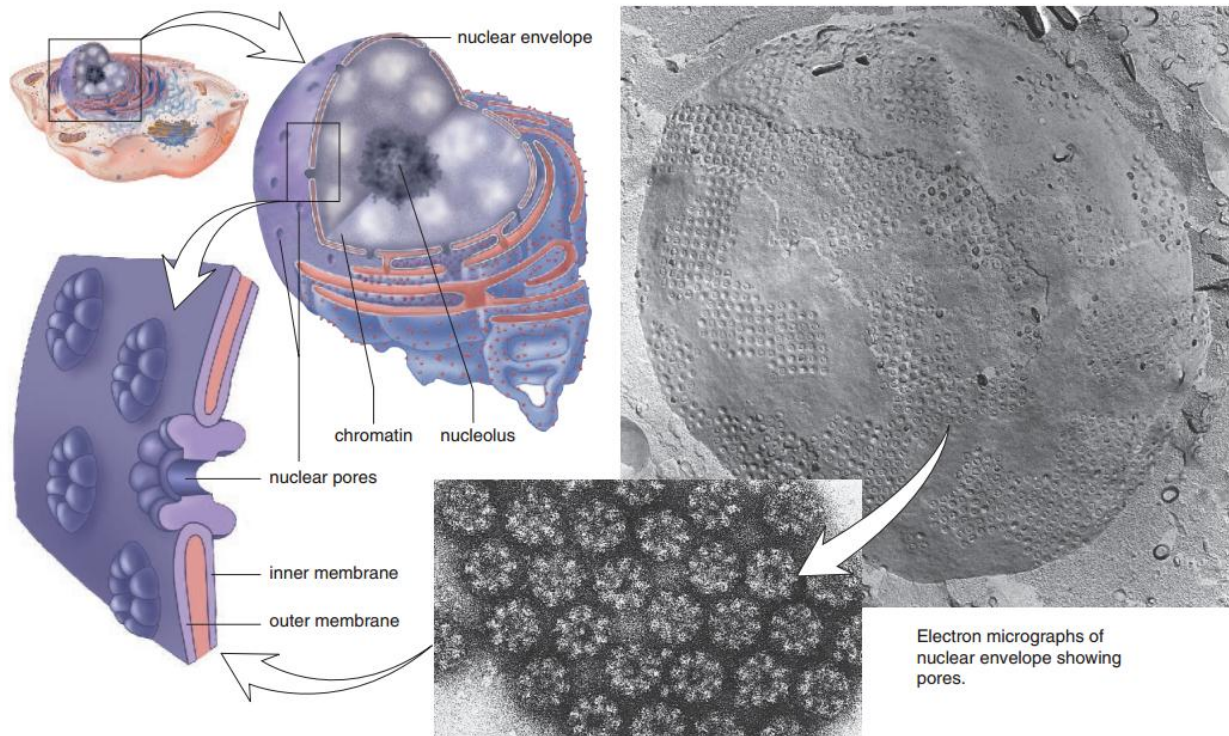 nuclear envelope
chromatin
nucleolus
nuclear pores
inner membrane
outer membrane
Electron micrographs of
nuclear envelope showing
pores.